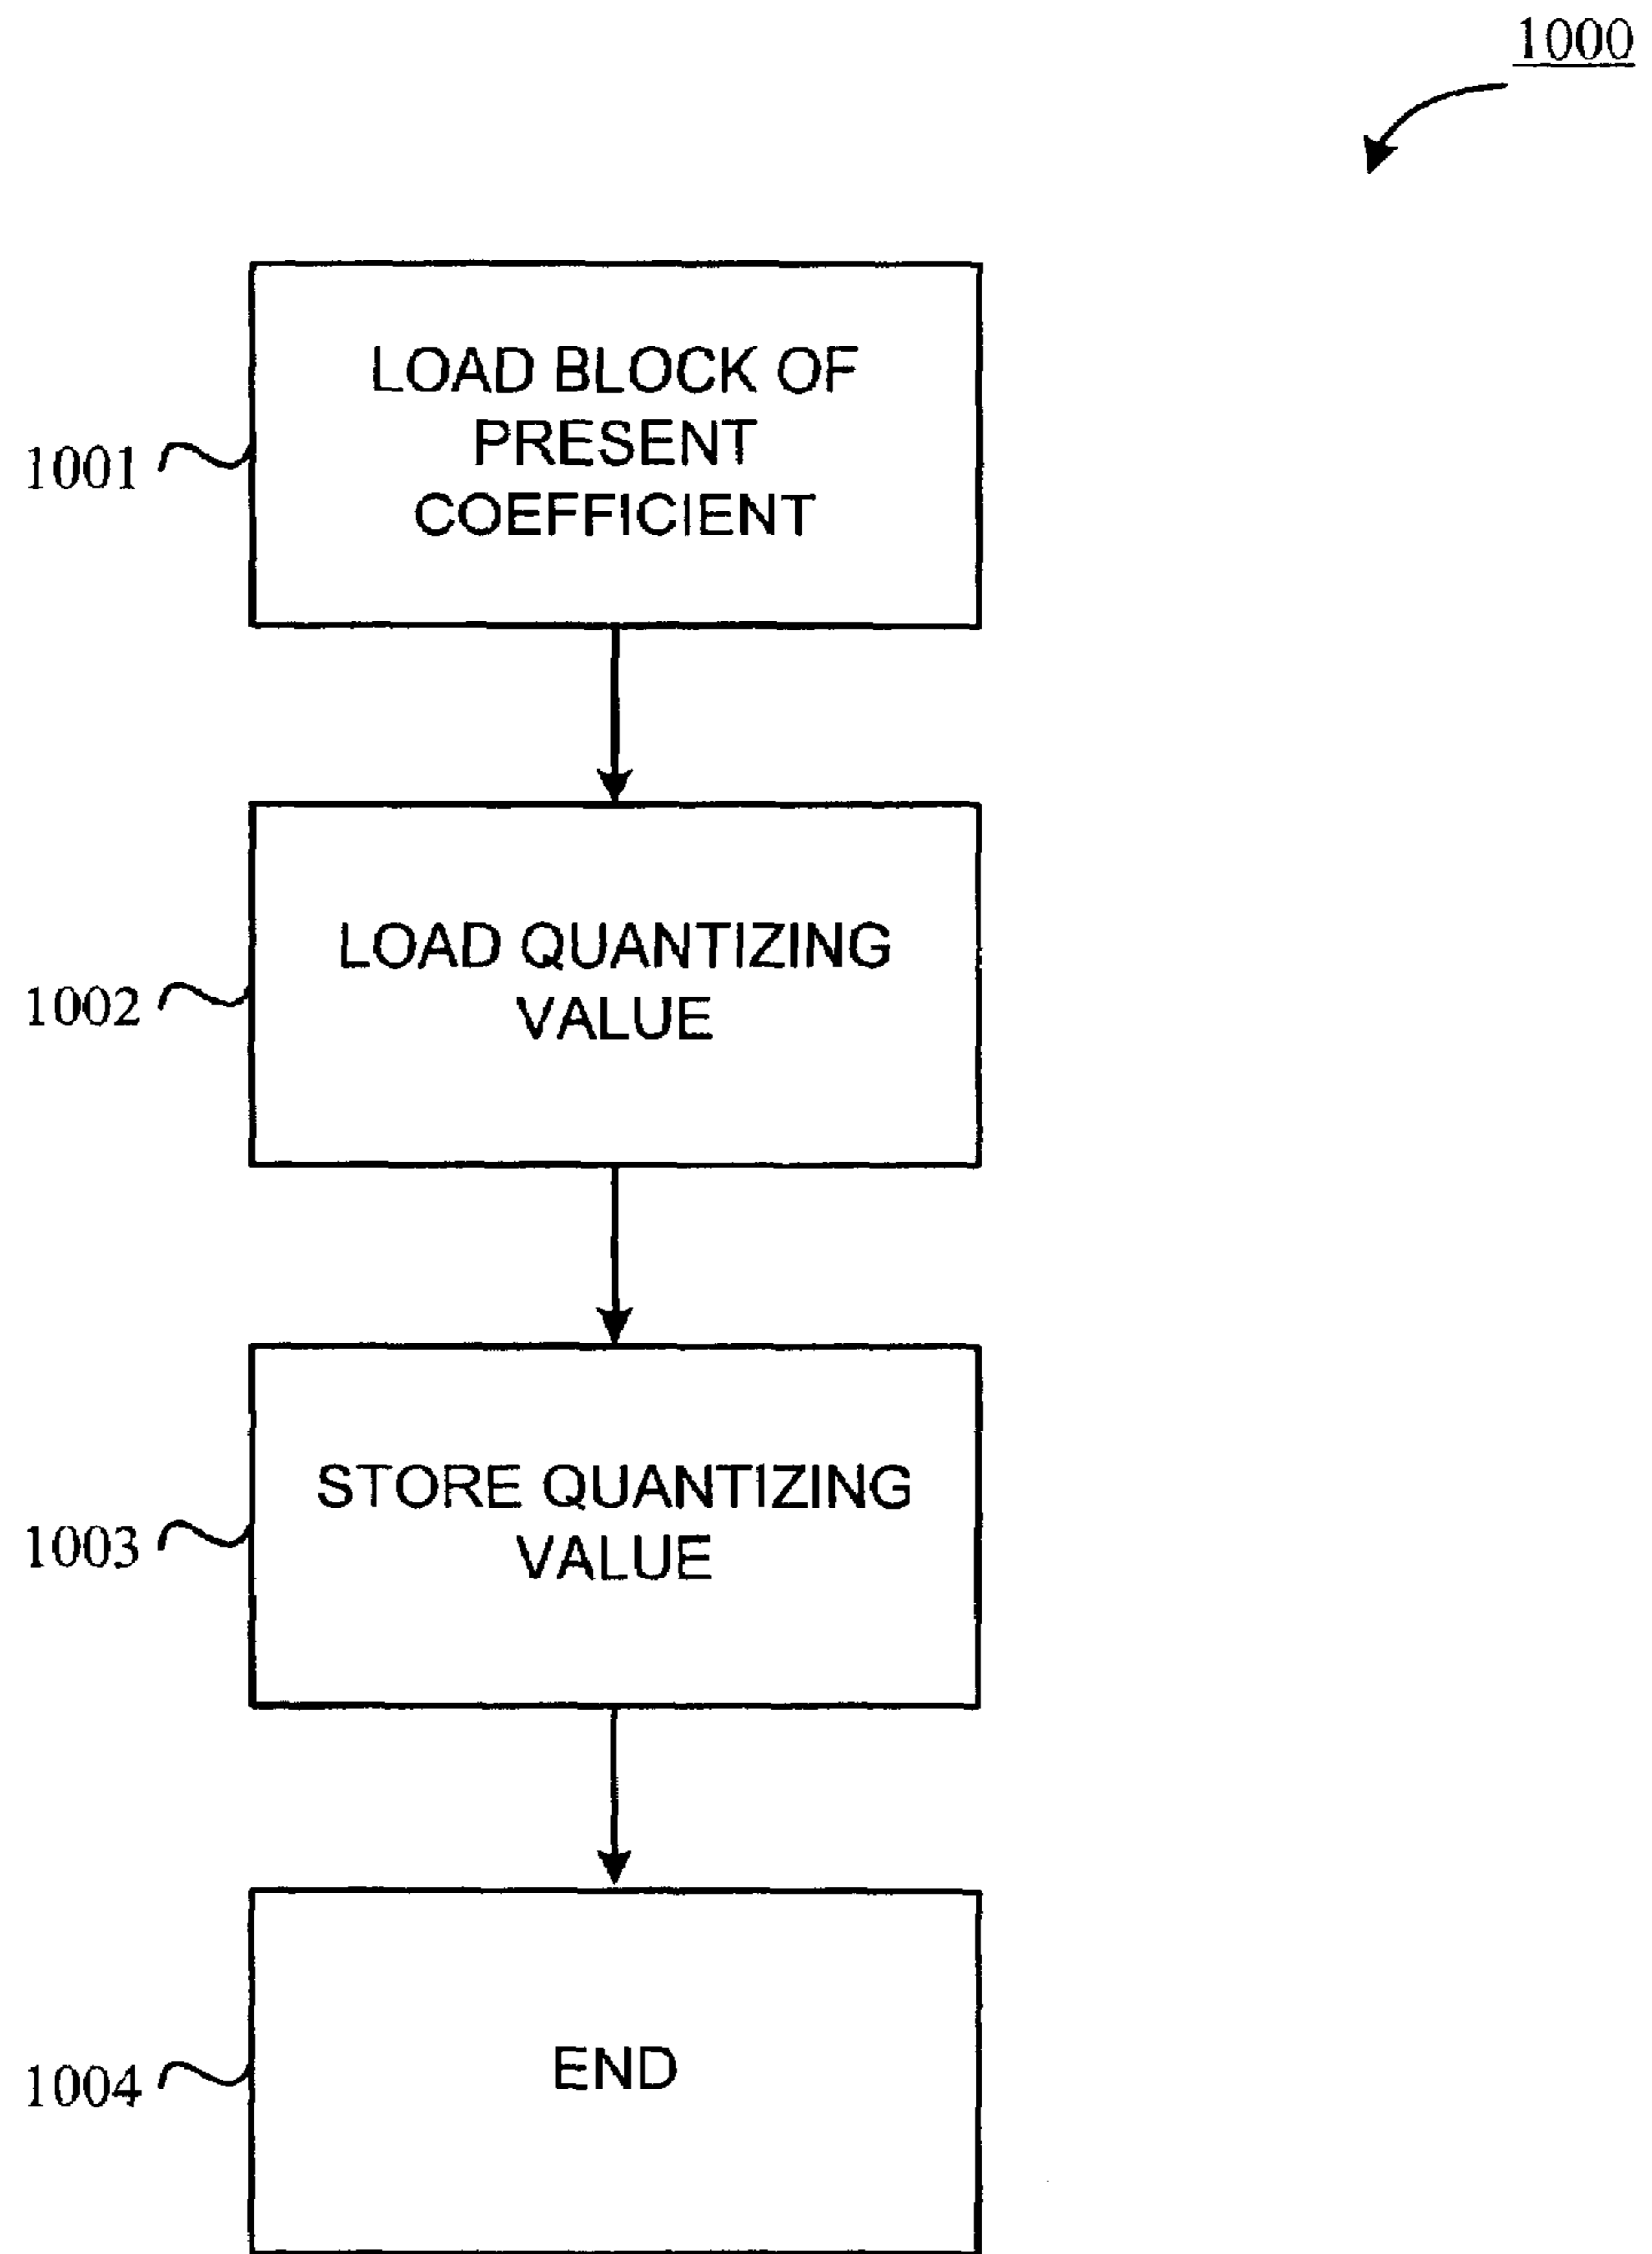 1000
LOAD BLOCK OF
PRESENT
COEFFICIENT
1001
LOAD QUANTIZING
VALUE
1002
STORE QUANTIZING
VALUE
1003
END
1004